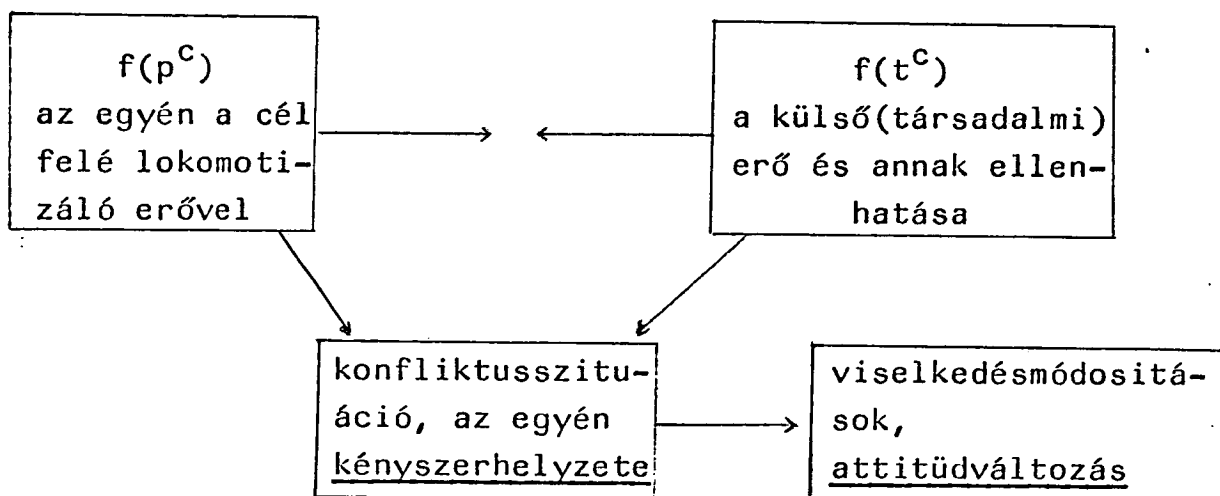 f(p^c)
az egyén a cél
felé lokomoti-
záló erővel
f(t^c)
a külső(társadalmi)
erő és annak ellen-
hatása
konfliktusszitu-
áció, az egyén
kényszerhelyzete
viselkedésmódositá-
sok,
attitüdváltozás